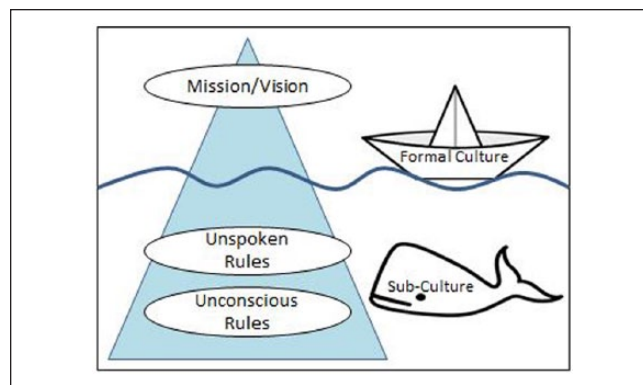 Mission/Vision
Formal Culture
Unspoken
Rules
Sub-Culture
Unconscious
Rules